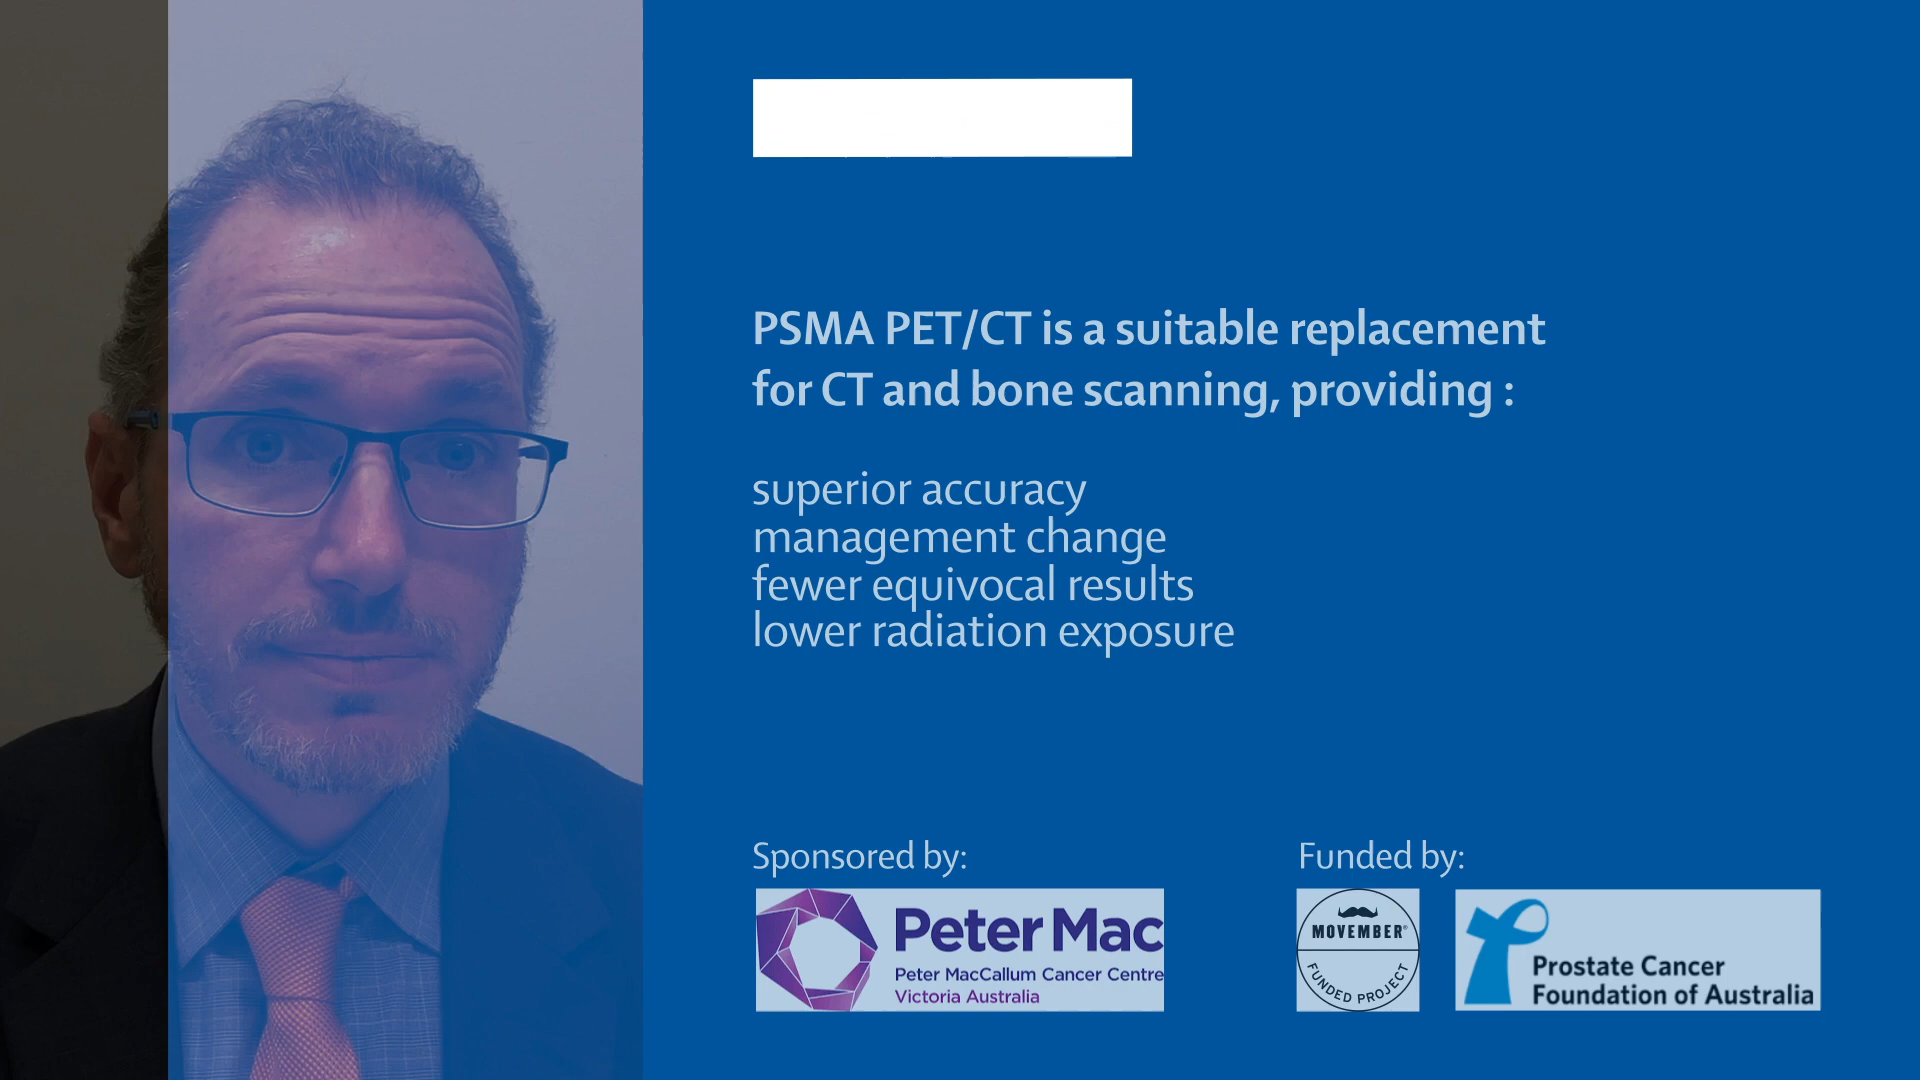 PSMA PET/CT is a suitable replacement
for CT and bone scanning, providing :
superior accuracy
management change
fewer equivocal results
lower radiation exposure
Sponsored by:
Peter Mac
Peter MacCallum Cancer Centre
Victoria Australia
Funded by:
MOVEMBER®
FUNDED PROJECT
Prostate Cancer
Foundation of Australia